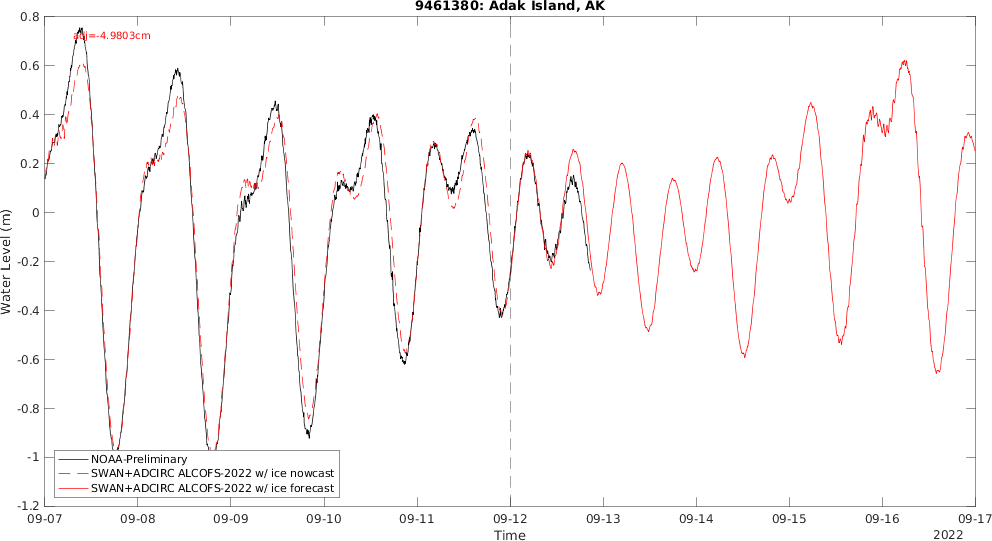 9461380: Adak Island, AK
adj=-4.9803cm
0.8
0.6
0.4
0.2
0
-0.2
-0.4
-0.6
-0.8
-1
-1.2
Water Level (m)
NOAA-Preliminary
SWAN+ADCIRC ALCOFS-2022 w/ ice nowcast
SWAN+ADCIRC ALCOFS-2022 w/ ice forecast
09-07 09-08 09-09 09-10 09-11 09-12 09-13 09-14 09-15 09-16 09-17
Time
2022